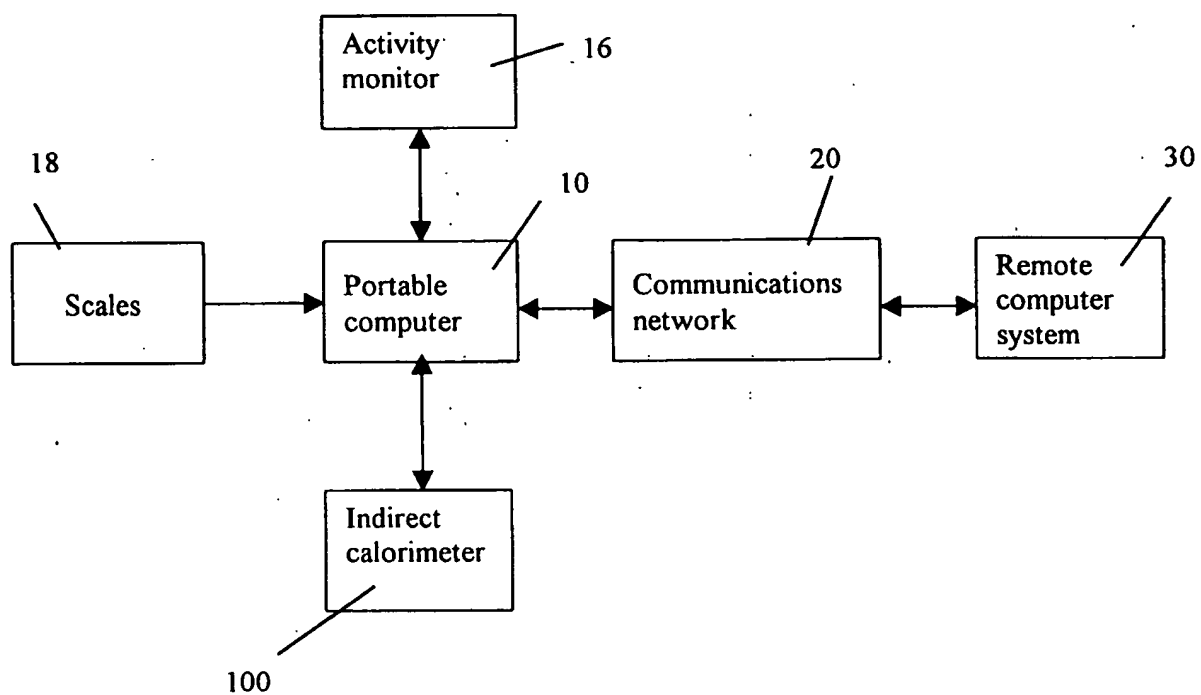 Activity
monitor
16
18
10
20
30
Scales
Portable
computer
Communications
network
Remote
computer
system
Indirect
calorimeter
100